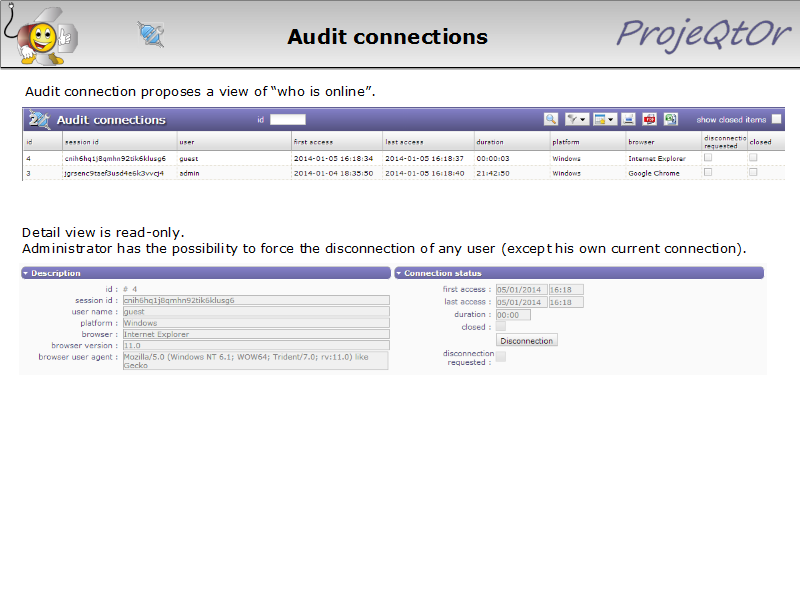 Audit connections
ProjeQtOr
Audit connection proposes a view of “who is online”.
Audit connections id show closed items
id session id user first access last access duration platform browser disconnectio requested closed
4 cnih6hq1j8qmhn92tik6klusg6 guest 2014-01-05 16:18:34 2014-01-05 16:18:37 00:00:03 Windows Internet Explorer
3 jgrsenc9taef3usd4e6k3vvcj4 admin 2014-01-04 18:35:50 2014-01-05 16:18:40 21:42:50 Windows Google Chrome
Detail view is read-only.
Administrator has the possibility to force the disconnection of any user (except his own current connection).
Description
id : # 4
session id : cnih6hq1j8qmhn92tik6klusg6
user name : guest
platform : Windows
browser : Internet Explorer
browser version : 11.0
browser user agent : Mozilla/5.0 (Windows NT 6.1; WOW64; Trident/7.0; rv:11.0) like
Gecko
Connection status
first access : 05/01/2014 16:18
last access : 05/01/2014 16:18
duration : 00:00
closed :
Disconnection
disconnection
requested :